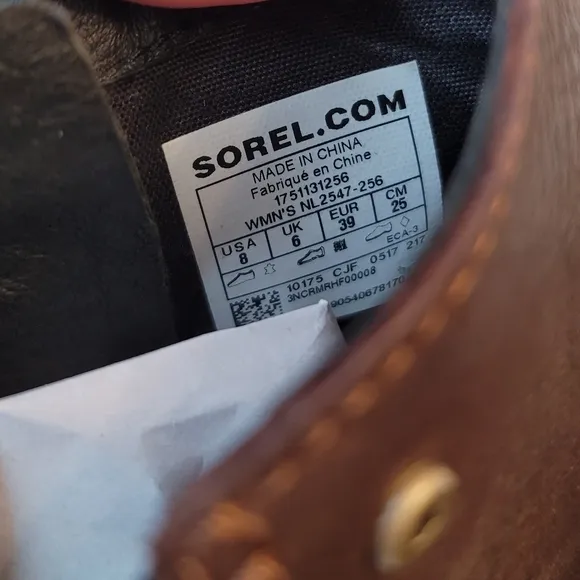 SOREL.COM
MADE IN CHINA
Fabriqué en Chine
1751131256
WMN'S NL2547-256
USA UK EUR CM
8 6 39 25
ECA-3
10175 CJF 0517 217
3NCRMRHF00008